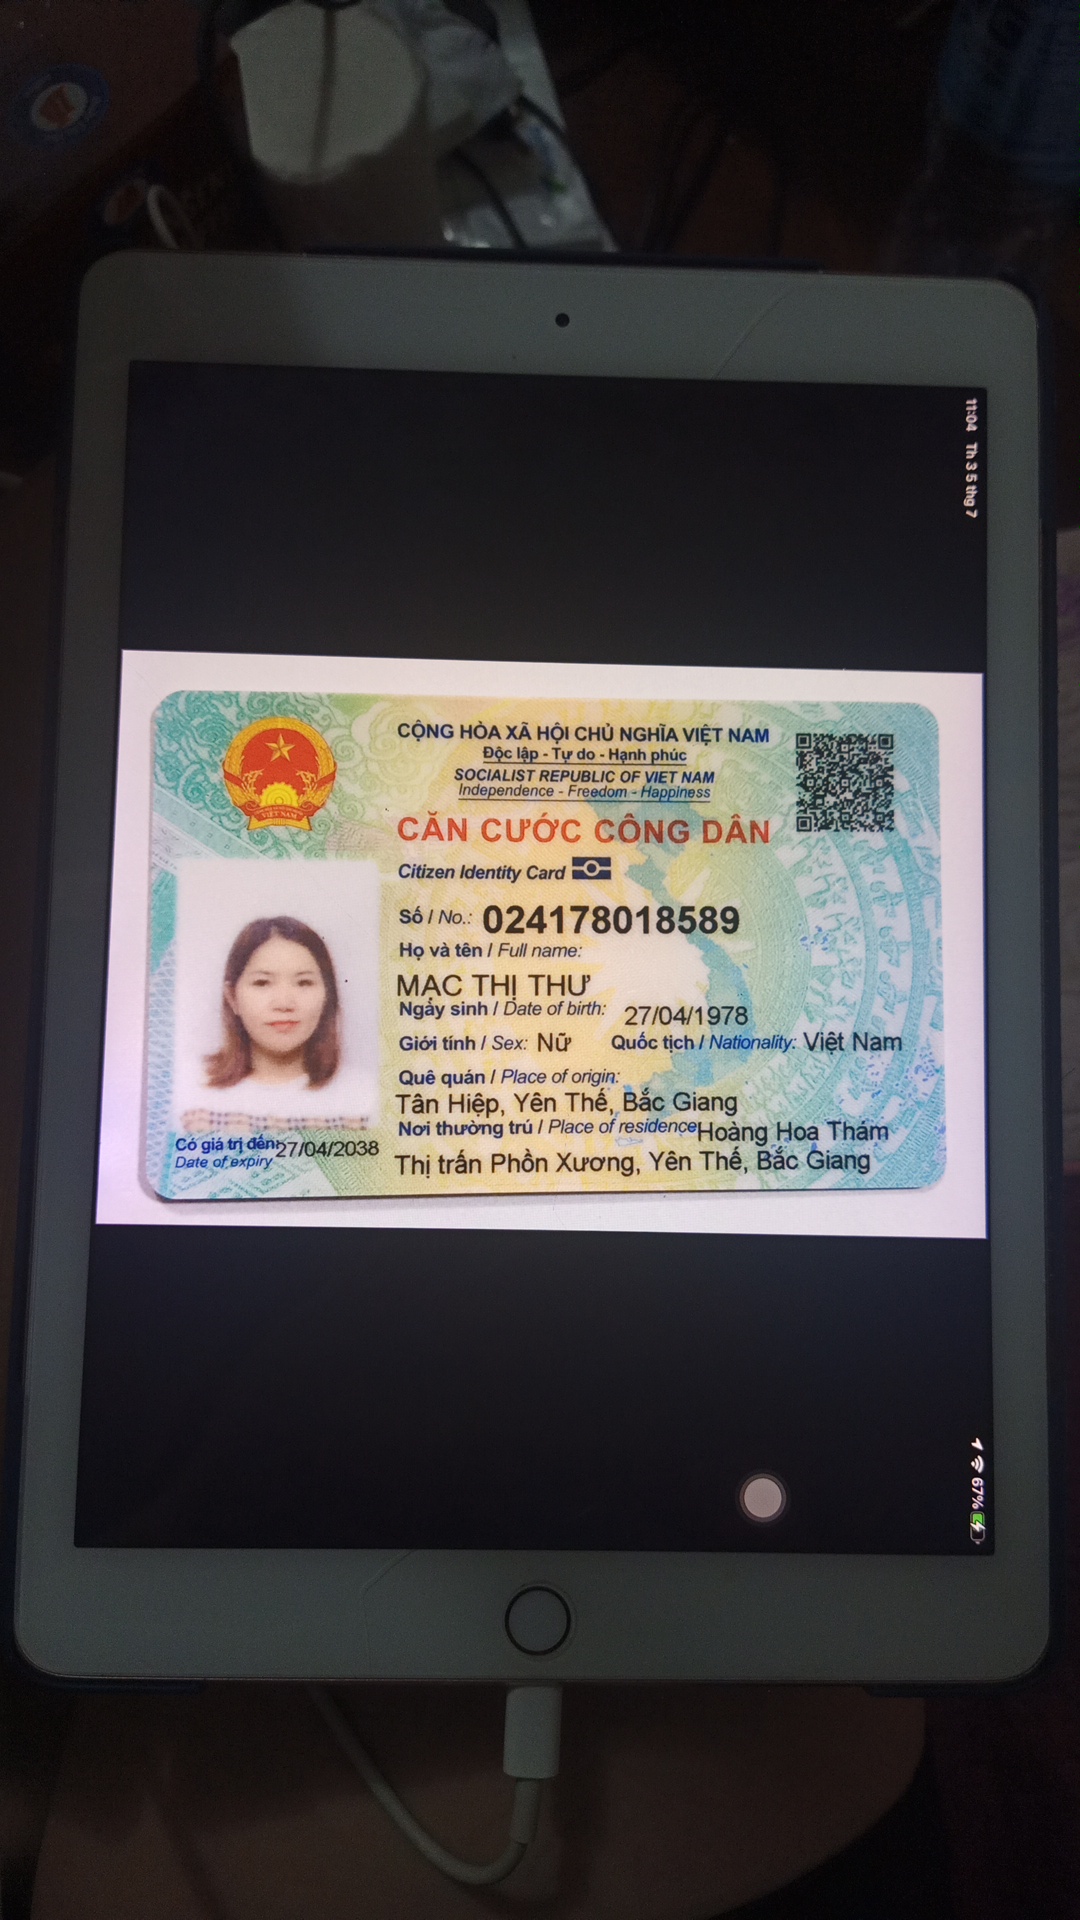 11:04 Th 3 5 thg 7
67%
CỘNG HÒA XÃ HỘI CHỦ NGHĨA VIỆT NAM
Độc lập - Tự do - Hạnh phúc
SOCIALIST REPUBLIC OF VIET NAM
Independence - Freedom - Happiness
CĂN CƯỚC CÔNG DÂN
Citizen Identity Card
VIỆT NAM
Số / No.: 024178018589
Họ và tên / Full name:
MẠC THỊ THƯ
Ngày sinh / Date of birth: 27/04/1978
Giới tính / Sex: Nữ Quốc tịch / Nationality: Việt Nam
Quê quán / Place of origin:
Tân Hiệp, Yên Thế, Bắc Giang
Nơi thường trú / Place of residence Hoàng Hoa Thám
Thị trấn Phồn Xương, Yên Thế, Bắc Giang
Có giá trị đến: 27/04/2038
Date of expiry